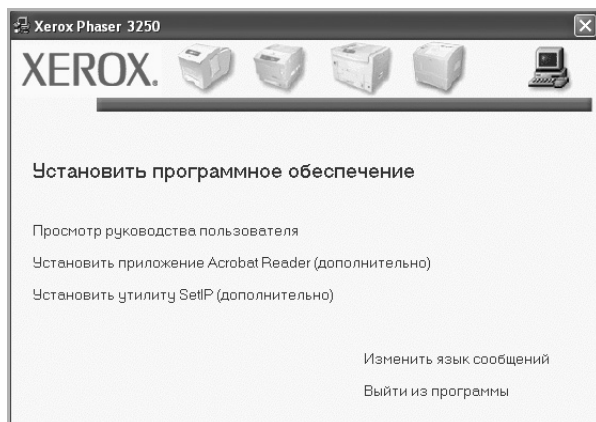 Xerox Phaser 3250
XEROX.
Установить программное обеспечение
Просмотр руководства пользователя
Установить приложение Acrobat Reader (дополнительно)
Установить утилиту SetIP (дополнительно)
Изменить язык сообщений
Выйти из программы